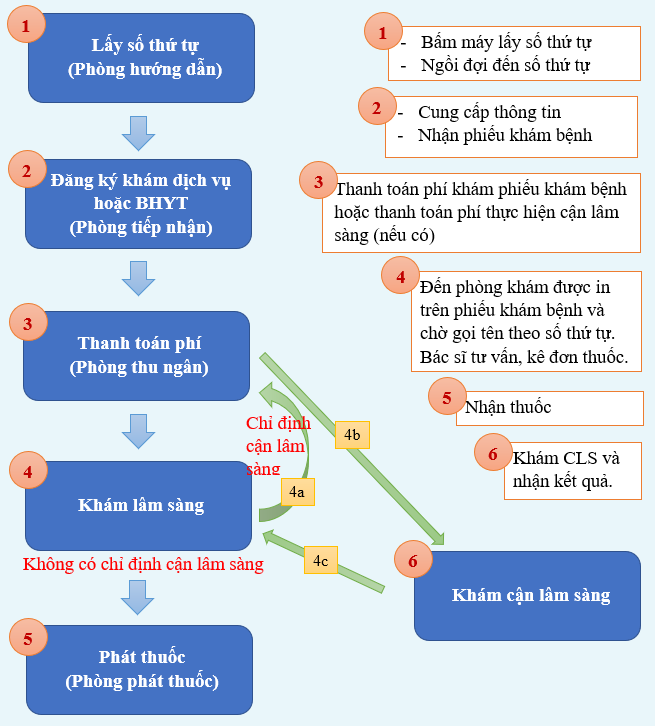 1
Lấy số thứ tự
(Phòng hướng dẫn)
2
Đăng ký khám dịch vụ
hoặc BHYT
(Phòng tiếp nhận)
3
Thanh toán phí
(Phòng thu ngân)
Chỉ định
cận lâm
sàng
4a
4b
4
Khám lâm sàng
Không có chỉ định cận lâm sàng
4c
6
Khám cận lâm sàng
5
Phát thuốc
(Phòng phát thuốc)
1
- Bấm máy lấy số thứ tự
- Ngồi đợi đến số thứ tự
2
- Cung cấp thông tin
- Nhận phiếu khám bệnh
3
Thanh toán phí khám phiếu khám bệnh
hoặc thanh toán phí thực hiện cận lâm
sàng (nếu có)
4
Đến phòng khám được in
trên phiếu khám bệnh và
chờ gọi tên theo số thứ tự.
Bác sĩ tư vấn, kê đơn thuốc.
5
Nhận thuốc
6
Khám CLS và
nhận kết quả.